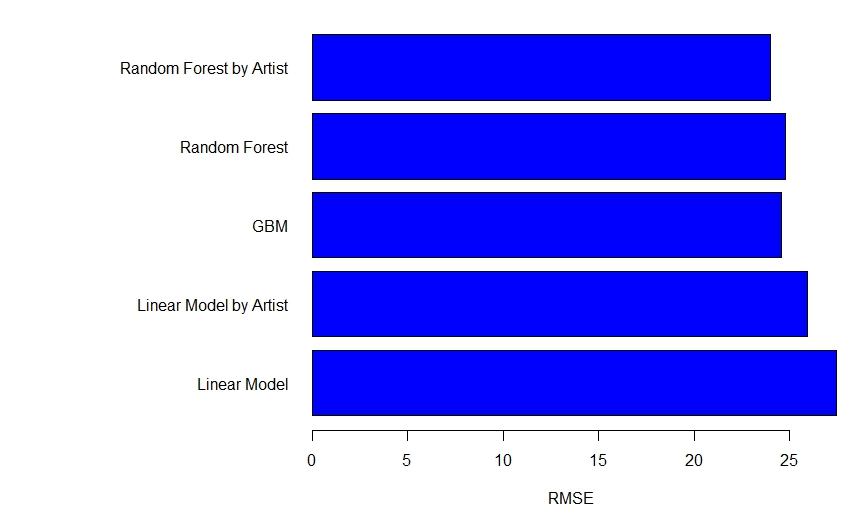 Random Forest by Artist
Random Forest
GBM
Linear Model by Artist
Linear Model
0 5 10 15 20 25
RMSE